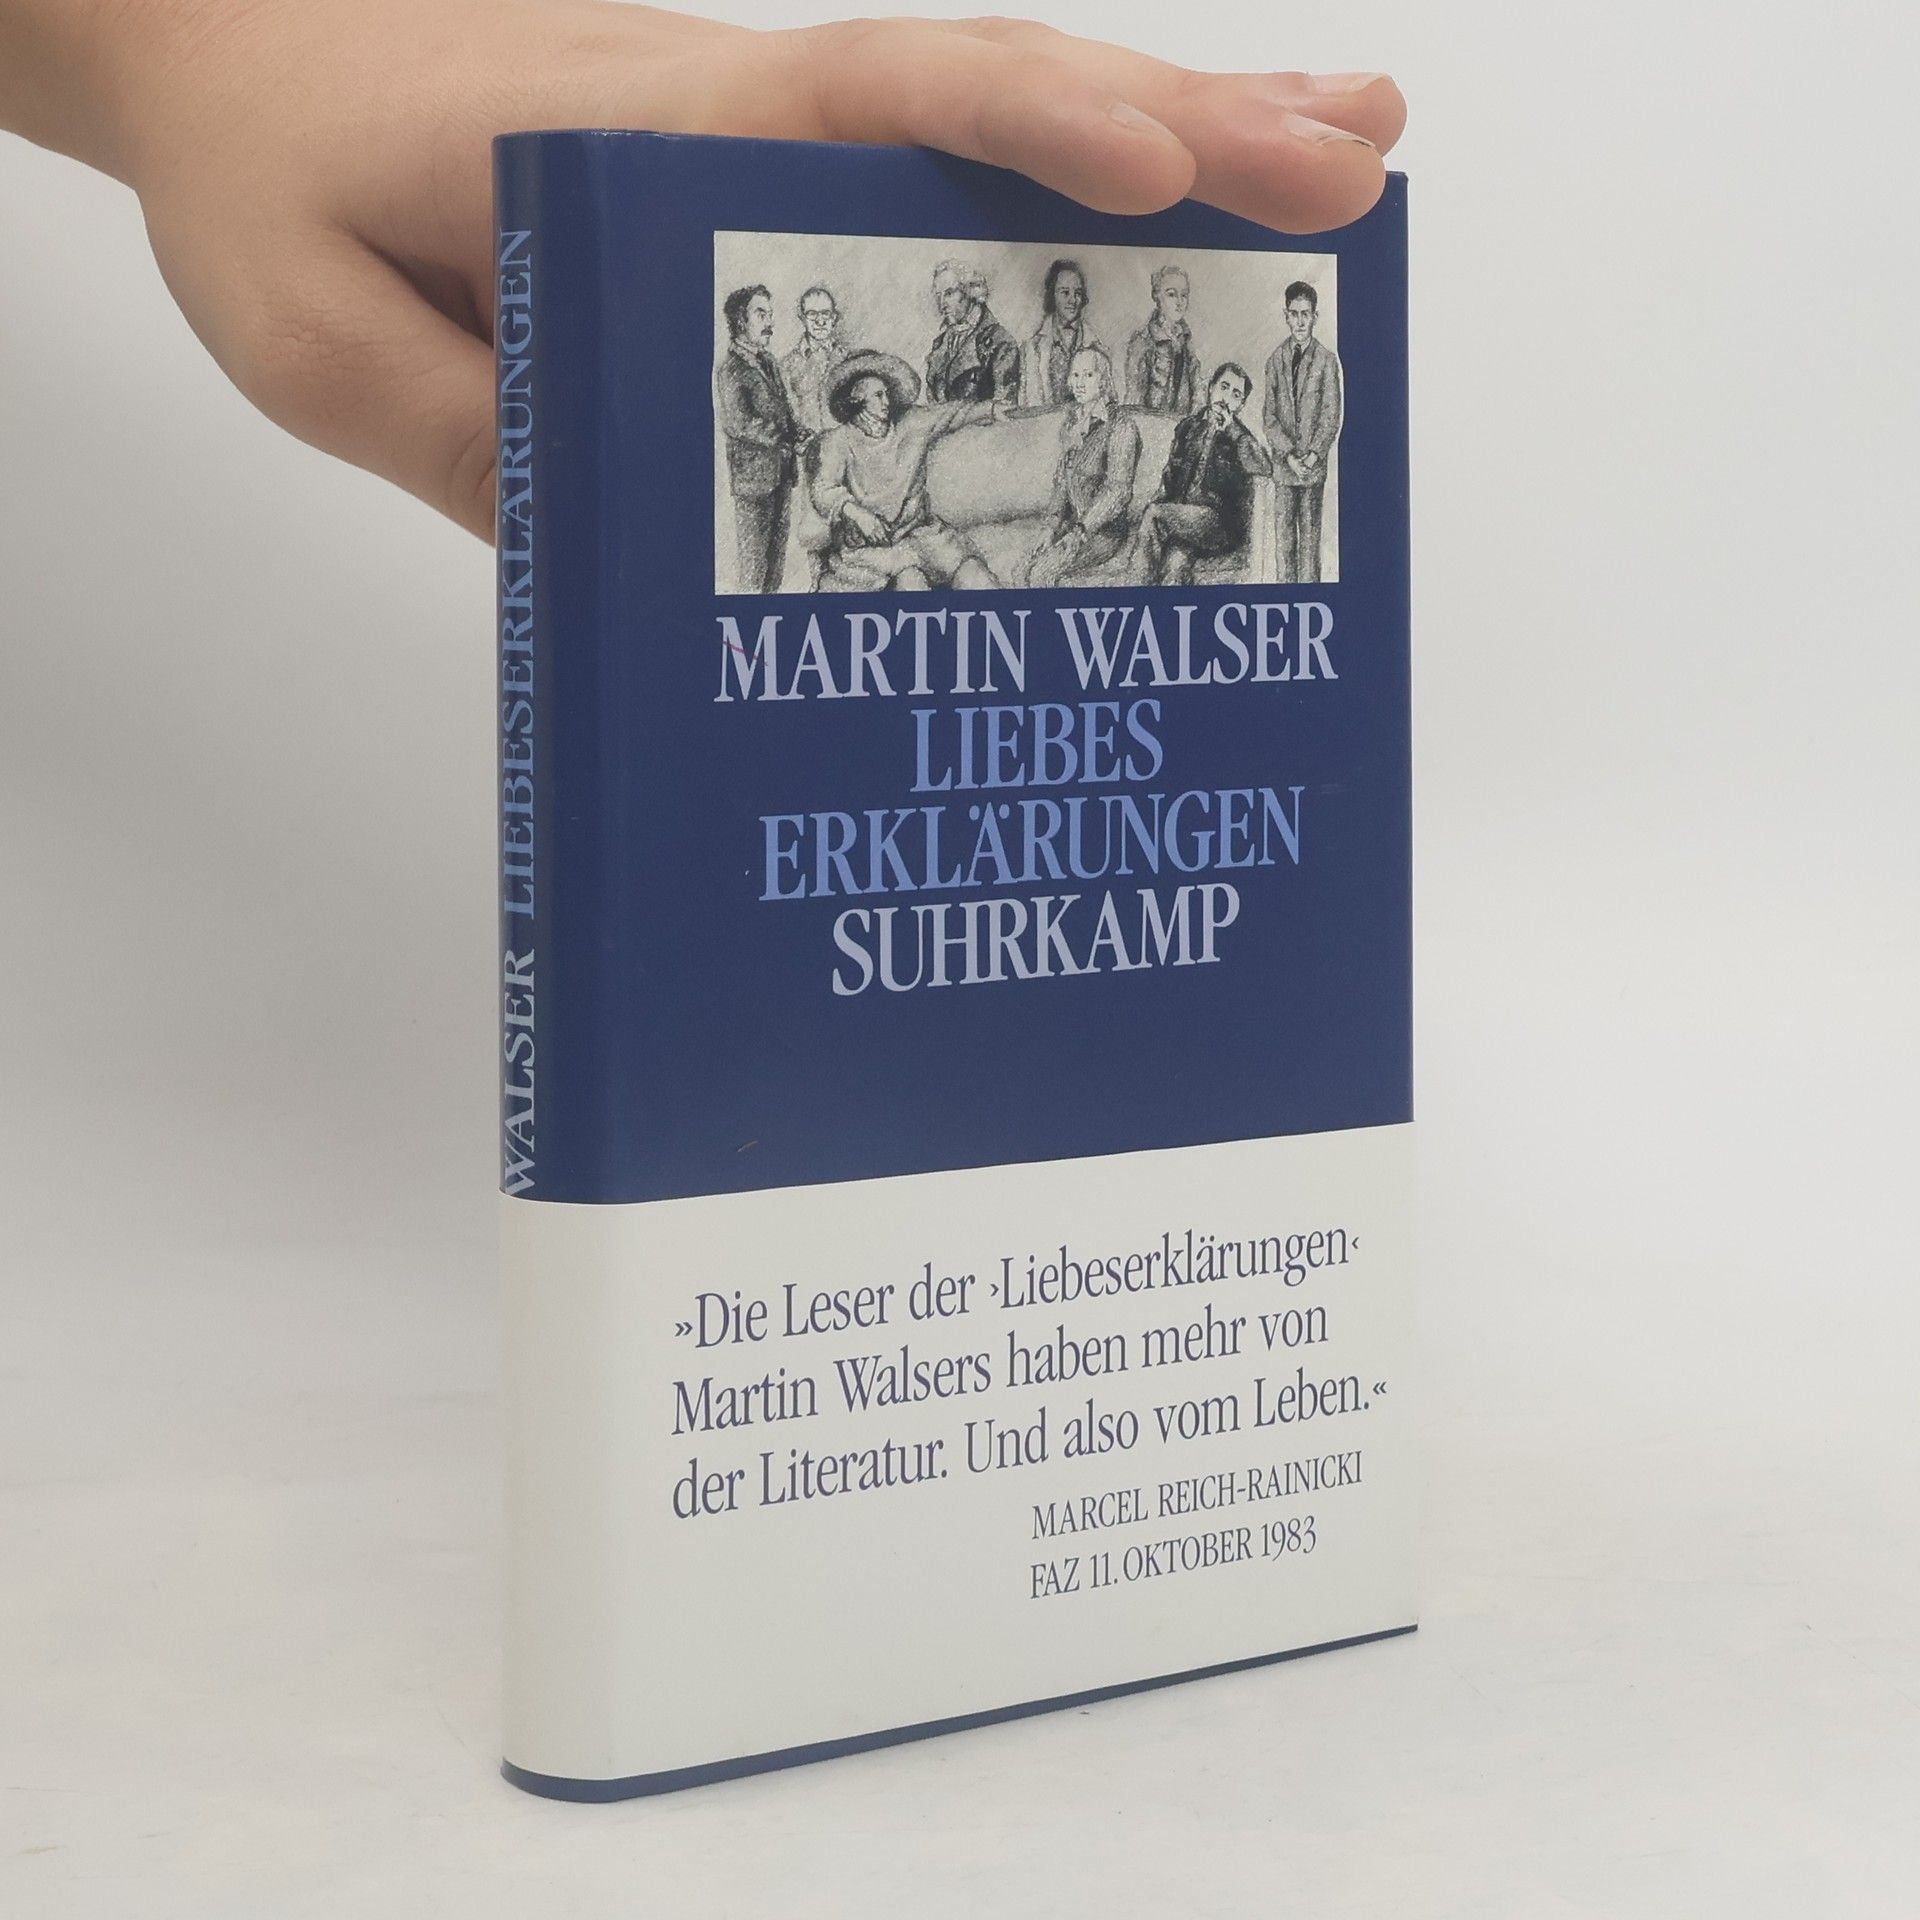 WALSER LIEBESERKLÄRUNGEN
MARTIN WALSER
LIEBES
ERKLÄRUNGEN
SUHRKAMP
»Die Leser der ›Liebeserklärungen‹
Martin Walsers haben mehr von
der Literatur. Und also vom Leben.«
MARCEL REICH-RAINICKI
FAZ 11. OKTOBER 1983